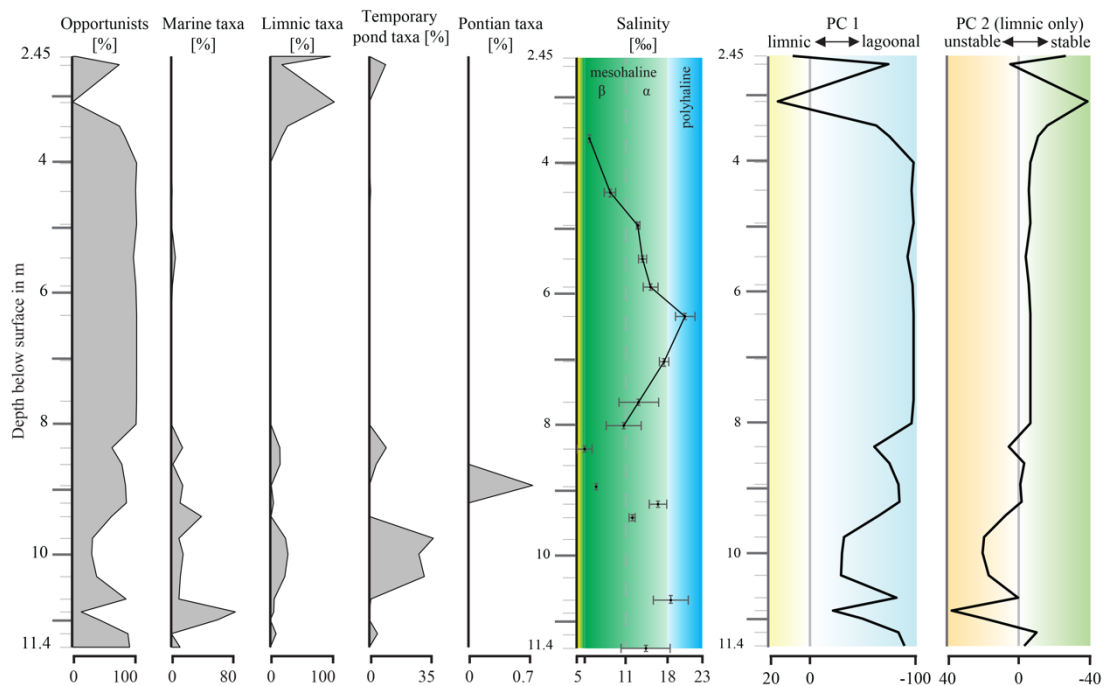 Opportunists
[%]
Marine taxa
[%]
Limnic taxa
[%]
Temporary
pond taxa [%]
Pontian taxa
[%]
Salinity
[‰]
PC 1
limnic lagoonal
PC 2 (limnic only)
unstable stable
2.45
4
6
8
10
11.4
Depth below surface in m
2.45
4
6
8
10
11.4
mesohaline
β α
polyhaline
2.45
4
6
8
10
11.4
0 100
0 80
0 100
0 35
0 0.7
5 11 18 23
20 0 -100
40 0 -40